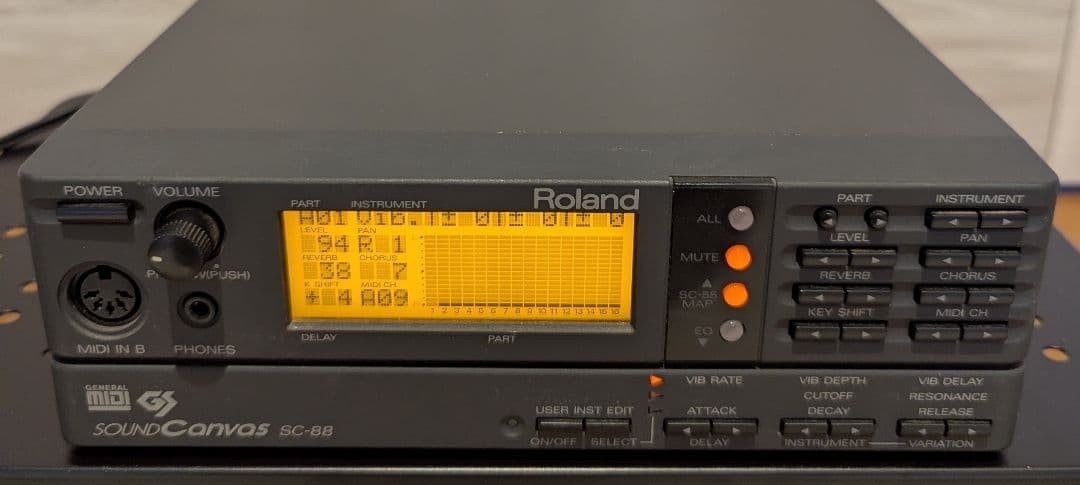 POWER
VOLUME
PREVIEW(PUSH)
MIDI IN B
PHONES
PART INSTRUMENT
Roland
A01 Vib.
LEVEL PAN
94 R 1
REVERB CHORUS
38 7
K SHIFT MIDI CH
+ 4 A09
1 2 3 4 5 6 7 8 9 10 11 12 13 14 15 16
DELAY PART
ALL
MUTE
SC-55
MAP
EQ
PART INSTRUMENT
LEVEL PAN
REVERB CHORUS
KEY SHIFT MIDI CH
GENERAL
MIDI GS
SOUND Canvas SC-88
USER INST EDIT
ON/OFF SELECT
VIB RATE VIB DEPTH VIB DELAY
CUTOFF RESONANCE
ATTACK DECAY RELEASE
DELAY INSTRUMENT VARIATION